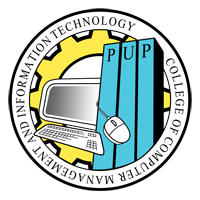 COLLEGE OF COMPUTER MANAGEMENT AND INFORMATION TECHNOLOGY
PUP